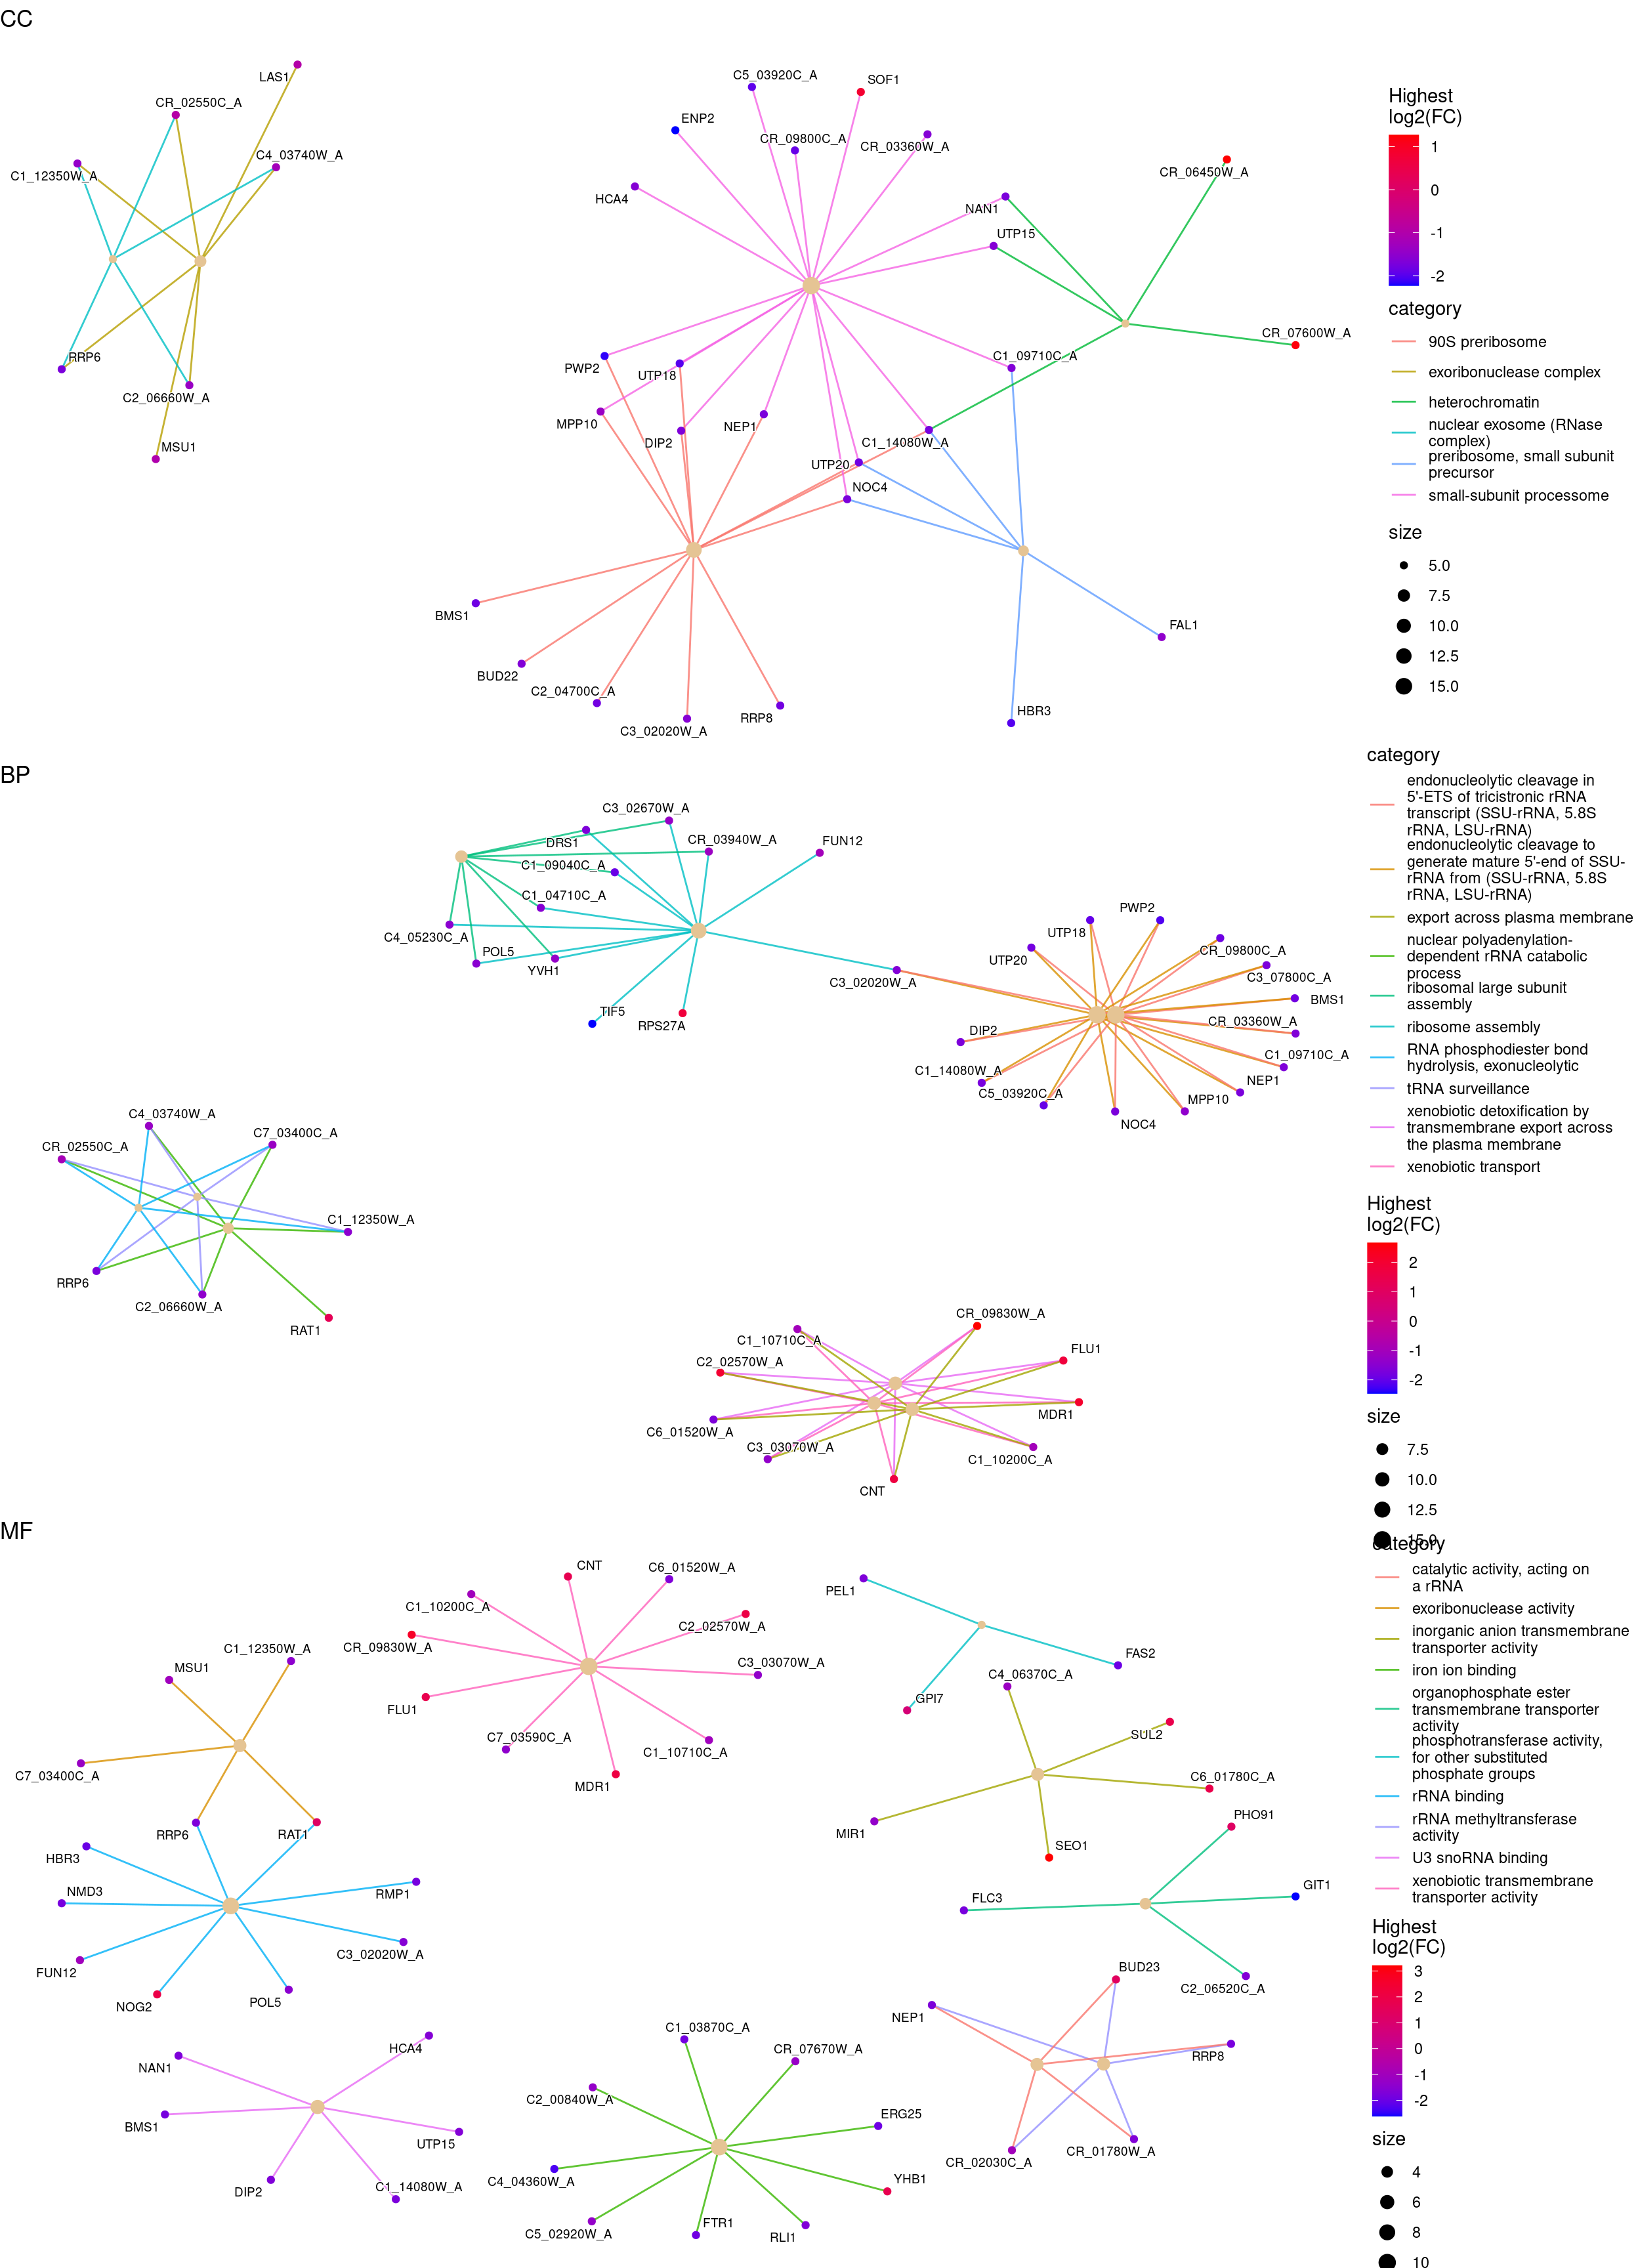 CC
LAS1
CR_02550C_A
C4_03740W_A
C1_12350W_A
RRP6
C2_06660W_A
MSU1
C5_03920C_A
SOF1
ENP2
CR_09800C_A
CR_03360W_A
HCA4
NAN1
UTP15
CR_06450W_A
CR_07600W_A
C1_09710C_A
PWP2
UTP18
MPP10
DIP2
NEP1
C1_14080W_A
UTP20
NOC4
BMS1
BUD22
C2_04700C_A
C3_02020W_A
RRP8
FAL1
HBR3
Highest
log2(FC)
1
0
-1
-2
category
90S preribosome
exoribonuclease complex
heterochromatin
nuclear exosome (RNase
complex)
preribosome, small subunit
precursor
small-subunit processome
size
5.0
7.5
10.0
12.5
15.0
BP
C3_02670W_A
DRS1
CR_03940W_A
FUN12
C1_09040C_A
C1_04710C_A
C4_05230C_A
POL5
YVH1
TIF5
RPS27A
C3_02020W_A
PWP2
UTP18
UTP20
CR_09800C_A
C3_07800C_A
BMS1
CR_03360W_A
DIP2
C1_09710C_A
C1_14080W_A
NEP1
C5_03920C_A
MPP10
NOC4
C4_03740W_A
C7_03400C_A
CR_02550C_A
C1_12350W_A
RRP6
C2_06660W_A
RAT1
CR_09830W_A
C1_10710C_A
FLU1
C2_02570W_A
MDR1
C6_01520W_A
C3_03070W_A
C1_10200C_A
CNT
category
endonucleolytic cleavage in
5'-ETS of tricistronic rRNA
transcript (SSU-rRNA, 5.8S
rRNA, LSU-rRNA)
endonucleolytic cleavage to
generate mature 5'-end of SSU-
rRNA from (SSU-rRNA, 5.8S
rRNA, LSU-rRNA)
export across plasma membrane
nuclear polyadenylation-
dependent rRNA catabolic
process
ribosomal large subunit
assembly
ribosome assembly
RNA phosphodiester bond
hydrolysis, exonucleolytic
tRNA surveillance
xenobiotic detoxification by
transmembrane export across
the plasma membrane
xenobiotic transport
Highest
log2(FC)
2
1
0
-1
-2
size
7.5
10.0
12.5
15.0
MF
CNT
C6_01520W_A
C1_10200C_A
C2_02570W_A
CR_09830W_A
C3_03070W_A
FLU1
C7_03590C_A
C1_10710C_A
MDR1
C1_12350W_A
MSU1
C7_03400C_A
RRP6
RAT1
HBR3
NMD3
RMP1
FUN12
C3_02020W_A
NOG2
POL5
PEL1
FAS2
GPI7
C4_06370C_A
SUL2
C6_01780C_A
MIR1
SEO1
PHO91
FLC3
GIT1
C2_06520C_A
BUD23
NEP1
RRP8
CR_02030C_A
CR_01780W_A
HCA4
NAN1
BMS1
UTP15
DIP2
C1_14080W_A
C1_03870C_A
CR_07670W_A
C2_00840W_A
ERG25
C4_04360W_A
YHB1
C5_02920W_A
FTR1
RLI1
category
catalytic activity, acting on
a rRNA
exoribonuclease activity
inorganic anion transmembrane
transporter activity
iron ion binding
organophosphate ester
transmembrane transporter
activity
phosphotransferase activity,
for other substituted
phosphate groups
rRNA binding
rRNA methyltransferase
activity
U3 snoRNA binding
xenobiotic transmembrane
transporter activity
Highest
log2(FC)
3
2
1
0
-1
-2
size
4
6
8
10